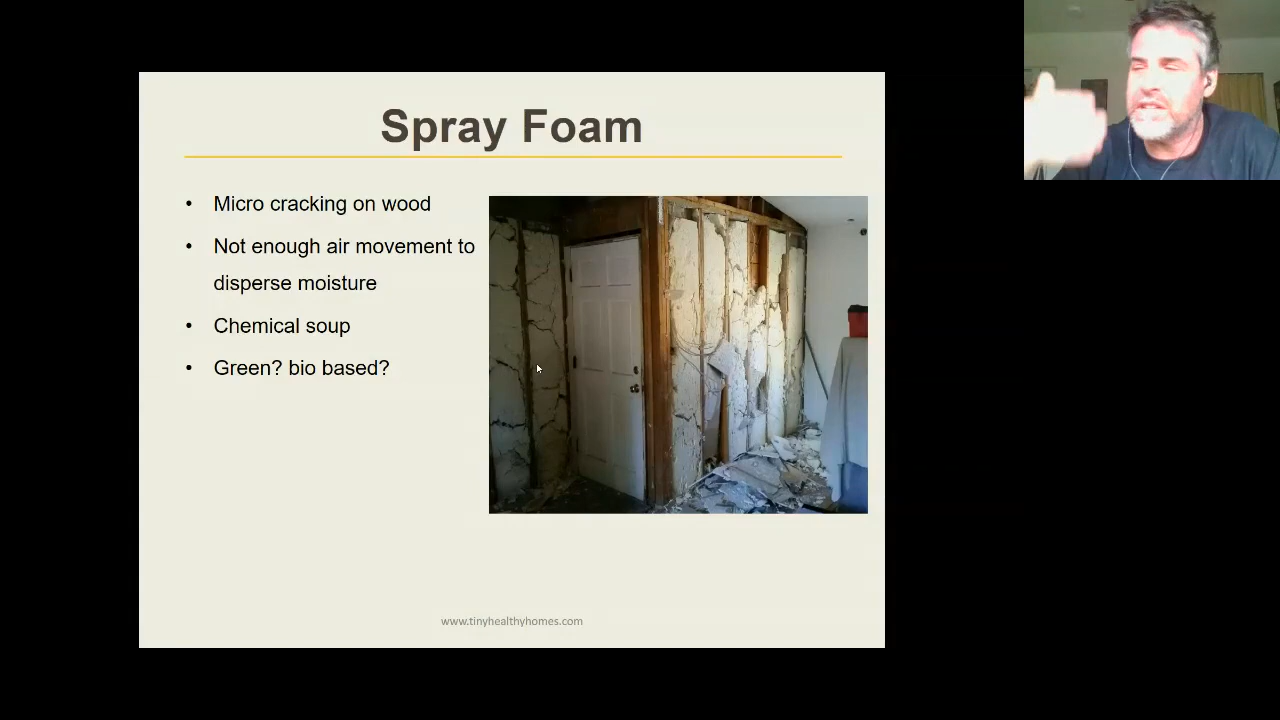 Spray Foam
• Micro cracking on wood
• Not enough air movement to
disperse moisture
• Chemical soup
• Green? bio based?
www.tinyhealthyhomes.com